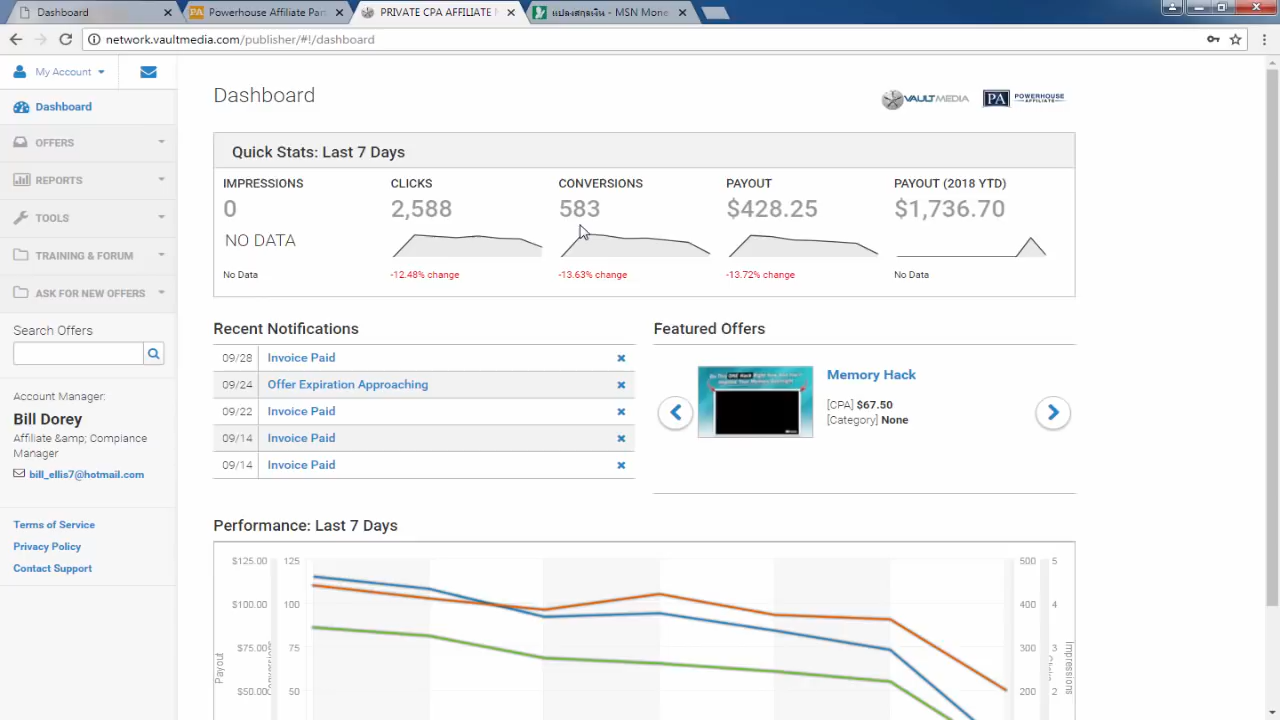 Dashboard
PA Powerhouse Affiliate Par
PRIVATE CPA AFFILIATE
แปลงสกุลเงิน - MSN Mone
network.vaultmedia.com/publisher/#!/dashboard
My Account
Dashboard
OFFERS
REPORTS
TOOLS
TRAINING & FORUM
ASK FOR NEW OFFERS
Search Offers
Account Manager:
Bill Dorey
Affiliate &amp; Compliance
Manager
bill_ellis7@hotmail.com
Terms of Service
Privacy Policy
Contact Support
Dashboard
VAULTMEDIA
PA POWERHOUSE
AFFILIATE
Quick Stats: Last 7 Days
IMPRESSIONS CLICKS CONVERSIONS PAYOUT PAYOUT (2018 YTD)
0 2,588 583 $428.25 $1,736.70
NO DATA
No Data -12.48% change -13.63% change -13.72% change No Data
Recent Notifications
09/28 Invoice Paid
09/24 Offer Expiration Approaching
09/22 Invoice Paid
09/14 Invoice Paid
09/14 Invoice Paid
Featured Offers
Memory Hack
[CPA] $67.50
[Category] None
Performance: Last 7 Days
$125.00 125 500 5
$100.00 100 400 4
$75.00 75 300 3
$50.00 50 200 2
Payout
Impressions